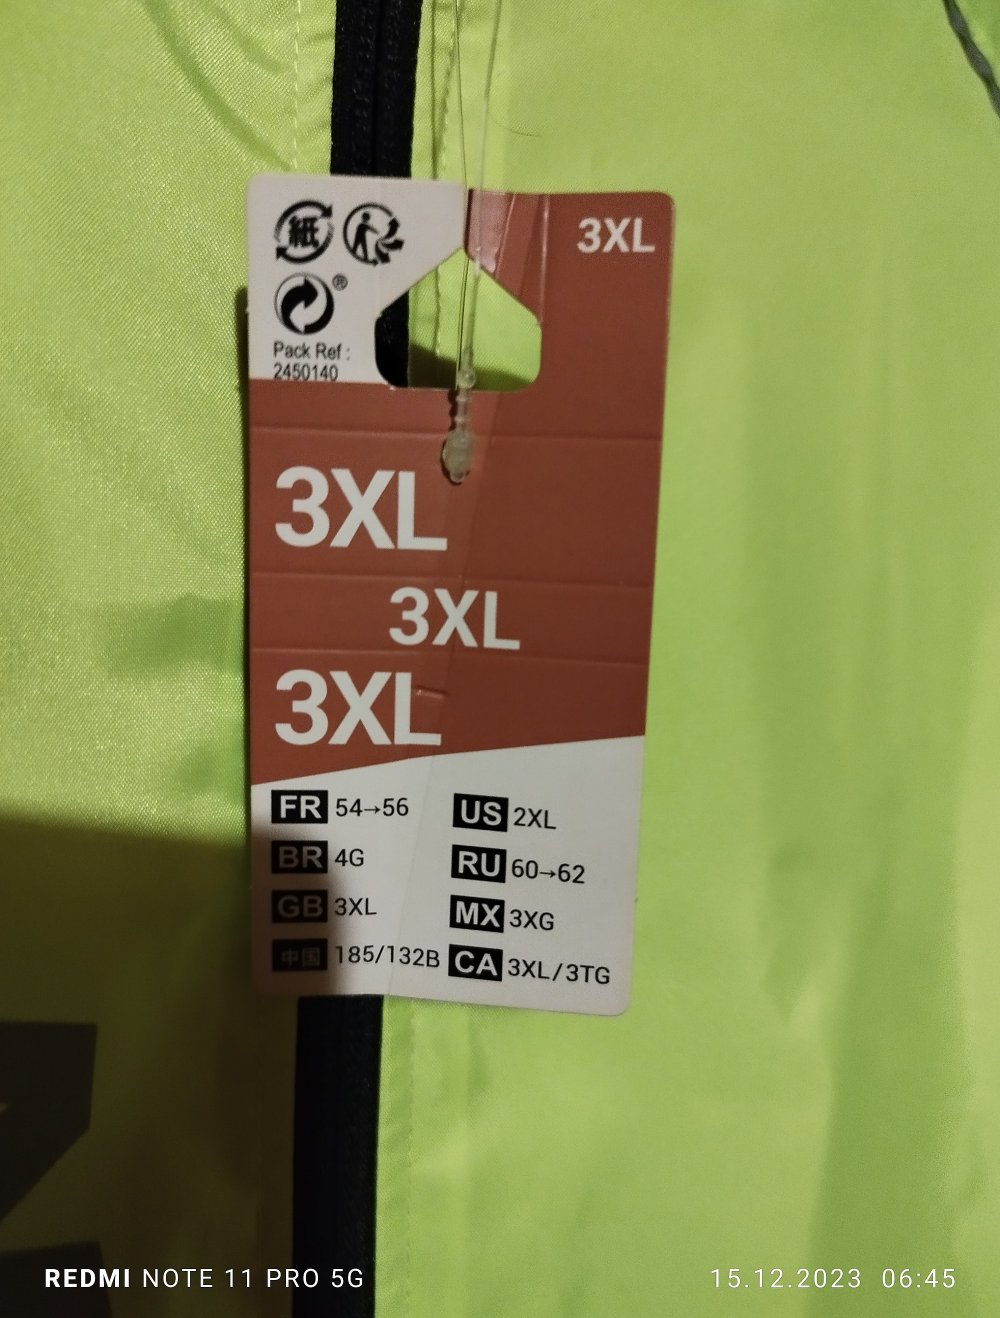 紙
3XL
®
Pack Ref :
2450140
3XL
3XL
3XL
FR 54→56
US 2XL
BR 4G
RU 60→62
GB 3XL
MX 3XG
中国 185/132B
CA 3XL/3TG
REDMI NOTE 11 PRO 5G
15.12.2023 06:45